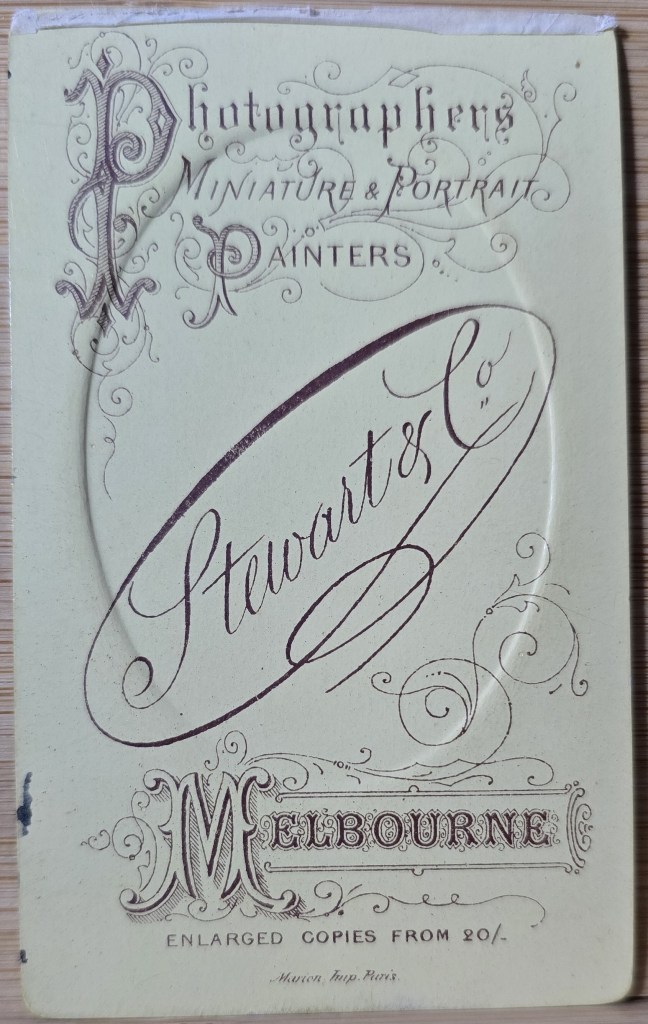 Photographers
MINIATURE & PORTRAIT
PAINTERS
Stewart & Co
MELBOURNE
ENLARGED COPIES FROM 20/-
Marion, Imp. Paris.